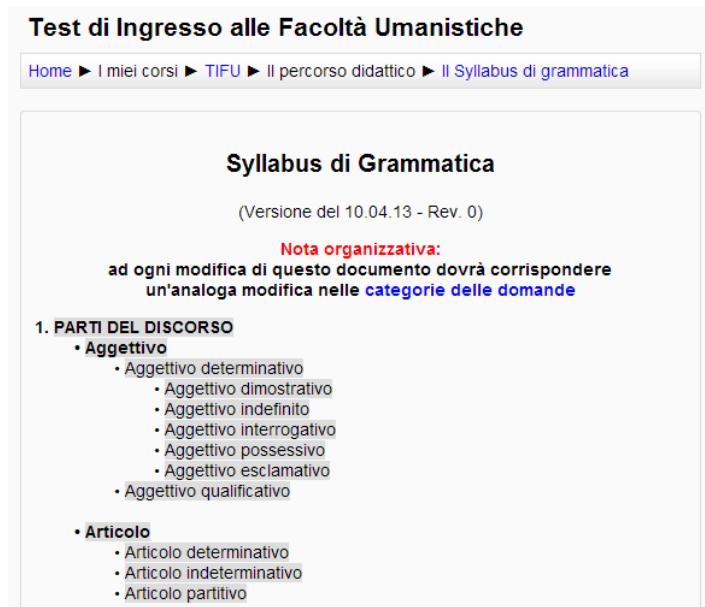 Test di Ingresso alle Facoltà Umanistiche
Home ► I miei corsi ► TIFU ► Il percorso didattico ► Il Syllabus di grammatica
Syllabus di Grammatica
(Versione del 10.04.13 - Rev. 0)
Nota organizzativa:
ad ogni modifica di questo documento dovrà corrispondere
un'analoga modifica nelle categorie delle domande
1. PARTI DEL DISCORSO
• Aggettivo
• Aggettivo determinativo
• Aggettivo dimostrativo
• Aggettivo indefinito
• Aggettivo interrogativo
• Aggettivo possessivo
• Aggettivo esclamativo
• Aggettivo qualificativo
• Articolo
• Articolo determinativo
• Articolo indeterminativo
• Articolo partitivo